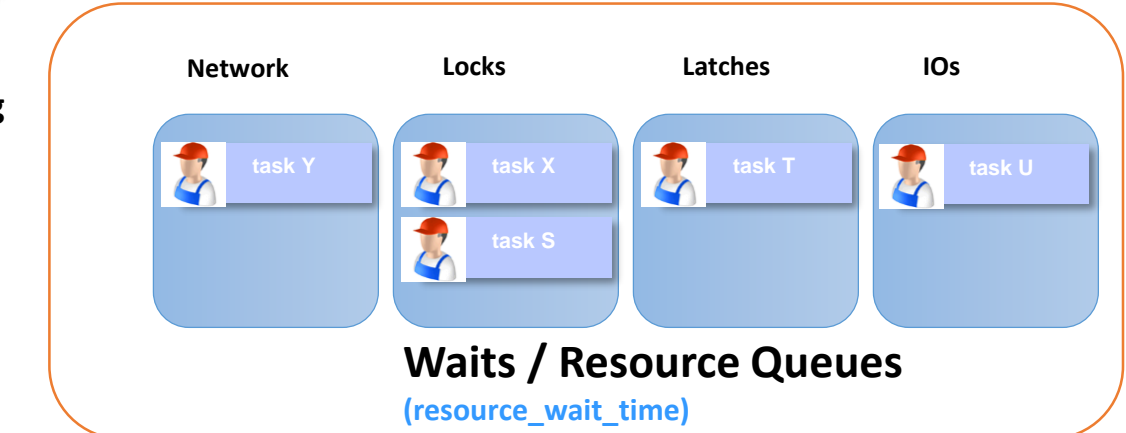 Network Locks Latches IOs
g
task Y task X task T task U
task S
Waits / Resource Queues
(resource_wait_time)